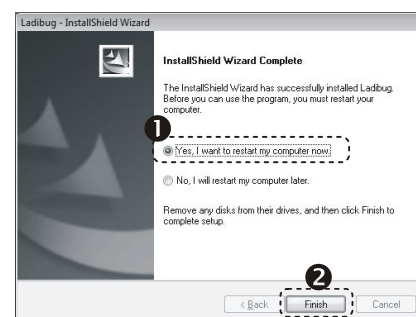 Ladibug - InstallShield Wizard
InstallShield Wizard Complete
The InstallShield Wizard has successfully installed Ladibug.
Before you can use the program, you must restart your
computer.
1
Yes, I want to restart my computer now.
No, I will restart my computer later.
Remove any disks from their drives, and then click Finish to
complete setup.
2
< Back Finish Cancel